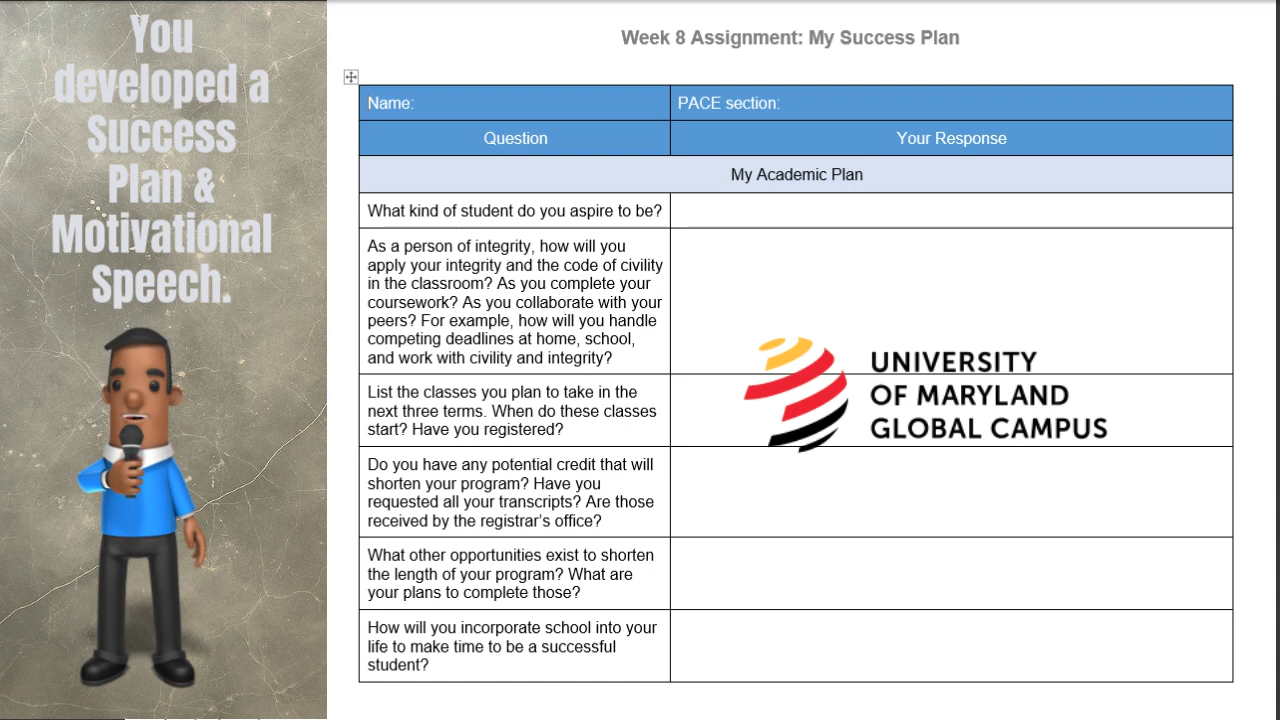 You
developed a
Success
Plan &
Motivational
Speech.
Week 8 Assignment: My Success Plan
Name:
PACE section:
Question
Your Response
My Academic Plan
What kind of student do you aspire to be?
As a person of integrity, how will you
apply your integrity and the code of civility
in the classroom? As you complete your
coursework? As you collaborate with your
peers? For example, how will you handle
competing deadlines at home, school,
and work with civility and integrity?
UNIVERSITY
OF MARYLAND
GLOBAL CAMPUS
List the classes you plan to take in the
next three terms. When do these classes
start? Have you registered?
Do you have any potential credit that will
shorten your program? Have you
requested all your transcripts? Are those
received by the registrar’s office?
What other opportunities exist to shorten
the length of your program? What are
your plans to complete those?
How will you incorporate school into your
life to make time to be a successful
student?